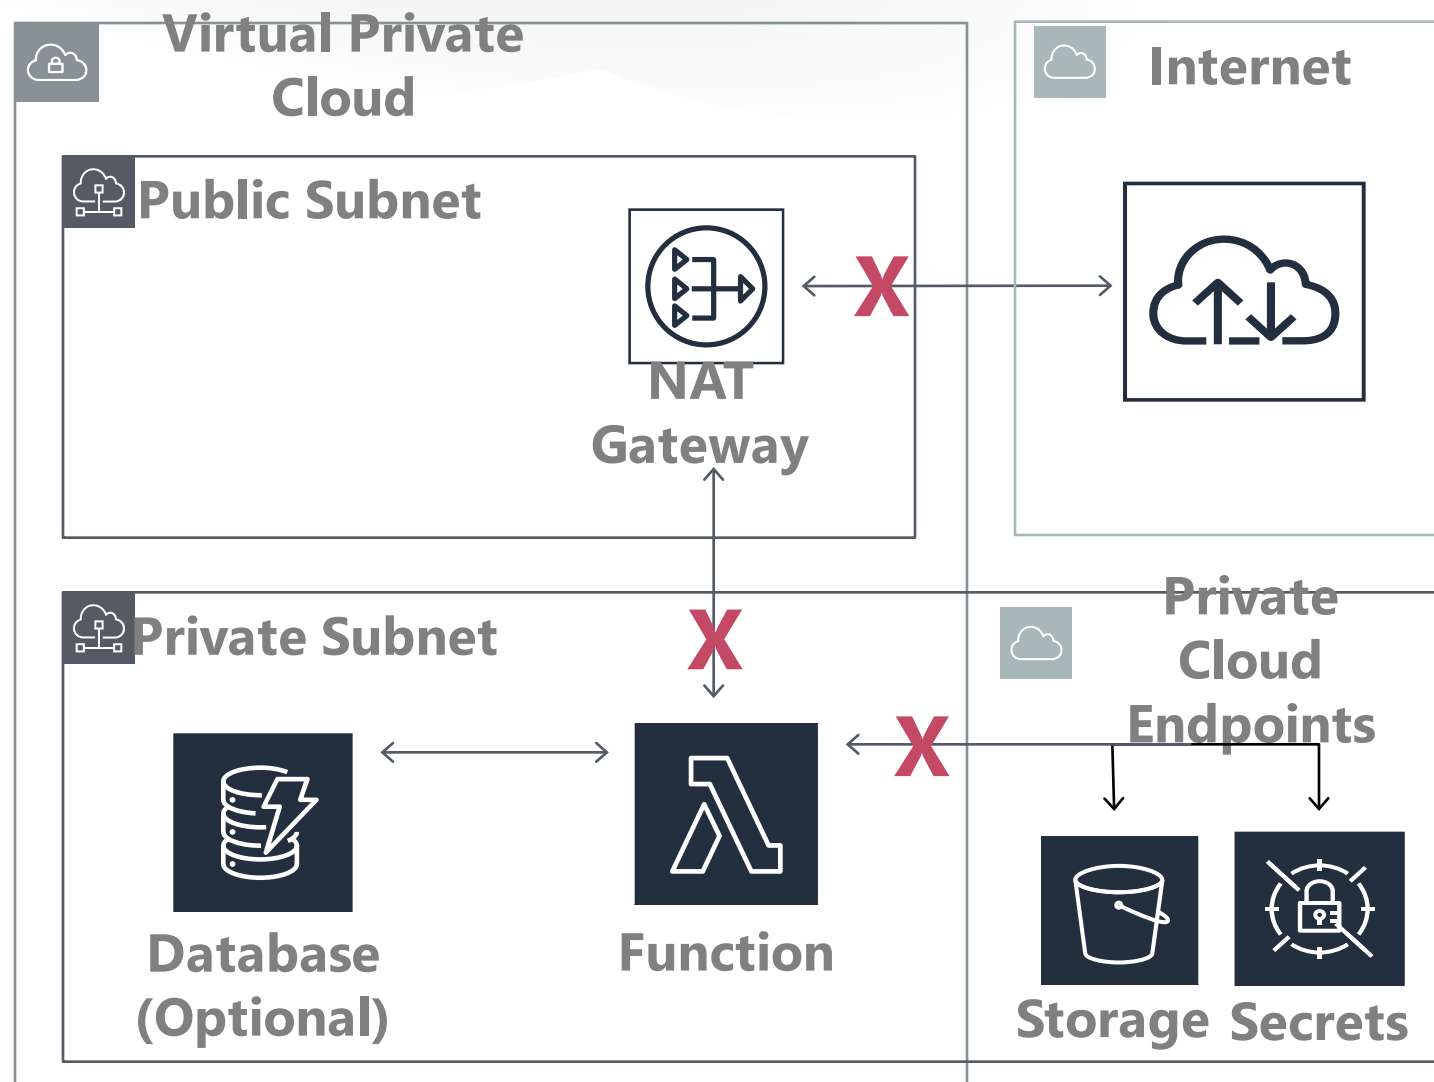 Virtual Private
Cloud
Internet
Public Subnet
X
NAT
Gateway
Private Subnet
X
Private
Cloud
Endpoints
X
Database
(Optional)
Function
Storage
Secrets